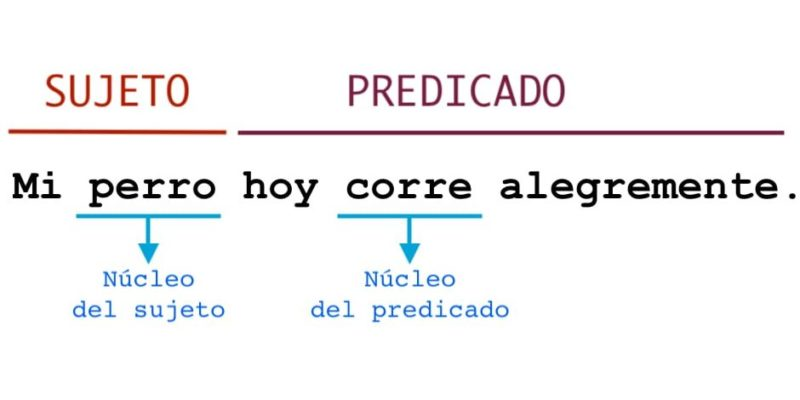 SUJETO PREDICADO
Mi perro hoy corre alegremente.
Núcleo Núcleo
del sujeto del predicado